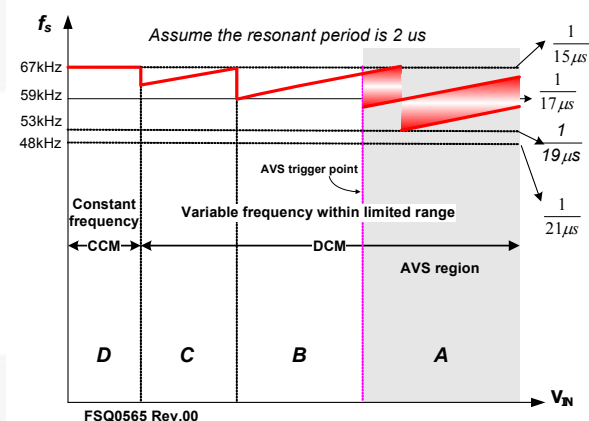 fs
Assume the resonant period is 2 us
67kHz
59kHz
53kHz
48kHz
1
15µs
1
17µs
1
19µs
1
21µs
AVS trigger point
Constant
frequency
Variable frequency within limited range
CCM
DCM
AVS region
D
C
B
A
VIN
FSQ0565 Rev.00